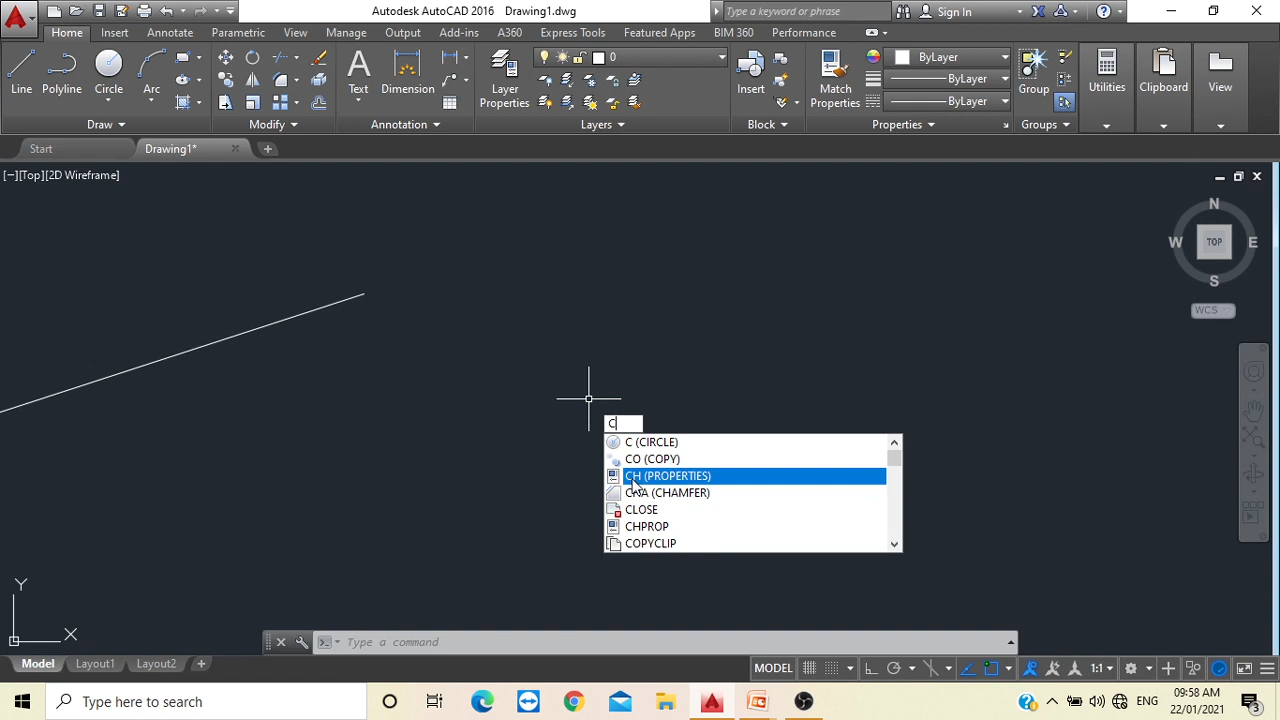 Autodesk AutoCAD 2016 Drawing1.dwg
Type a keyword or phrase
Sign In
Home Insert Annotate Parametric View Manage Output Add-ins A360 Express Tools Featured Apps BIM 360 Performance
Line
Polyline
Circle
Arc
Text
Dimension
Layer
Properties
0
Insert
Match
Properties
ByLayer
ByLayer
ByLayer
Group
Utilities
Clipboard
View
Draw Modify Annotation Layers Block Properties Groups
Start Drawing1*
[−][Top][2D Wireframe]
N
W TOP E
S
WCS
C
C (CIRCLE)
CO (COPY)
CH (PROPERTIES)
CHA (CHAMFER)
CLOSE
CHPROP
COPYCLIP
Y
X
Type a command
Model Layout1 Layout2
MODEL 1:1
Type here to search
ENG
09:58 AM
22/01/2021
3